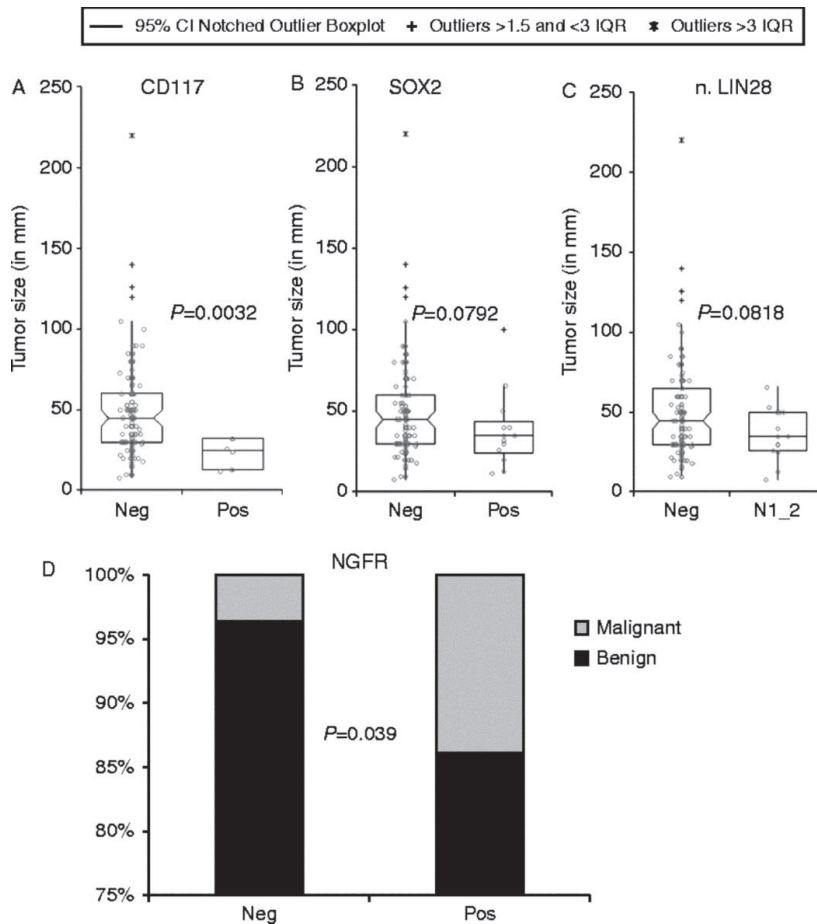 95% CI Notched Outlier Boxplot + Outliers >1.5 and <3 IQR Outliers >3 IQR
A CD117
B SOX2
C n. LIN28
Tumor size (in mm)
250
200
150
100
50
0
P=0.0032
Neg Pos
Tumor size (in mm)
250
200
150
100
50
0
P=0.0792
Neg Pos
Tumor size (in mm)
250
200
150
100
50
0
P=0.0818
Neg N1_2
D NGFR
100%
95%
90%
85%
80%
75%
P=0.039
Neg Pos
Malignant
Benign